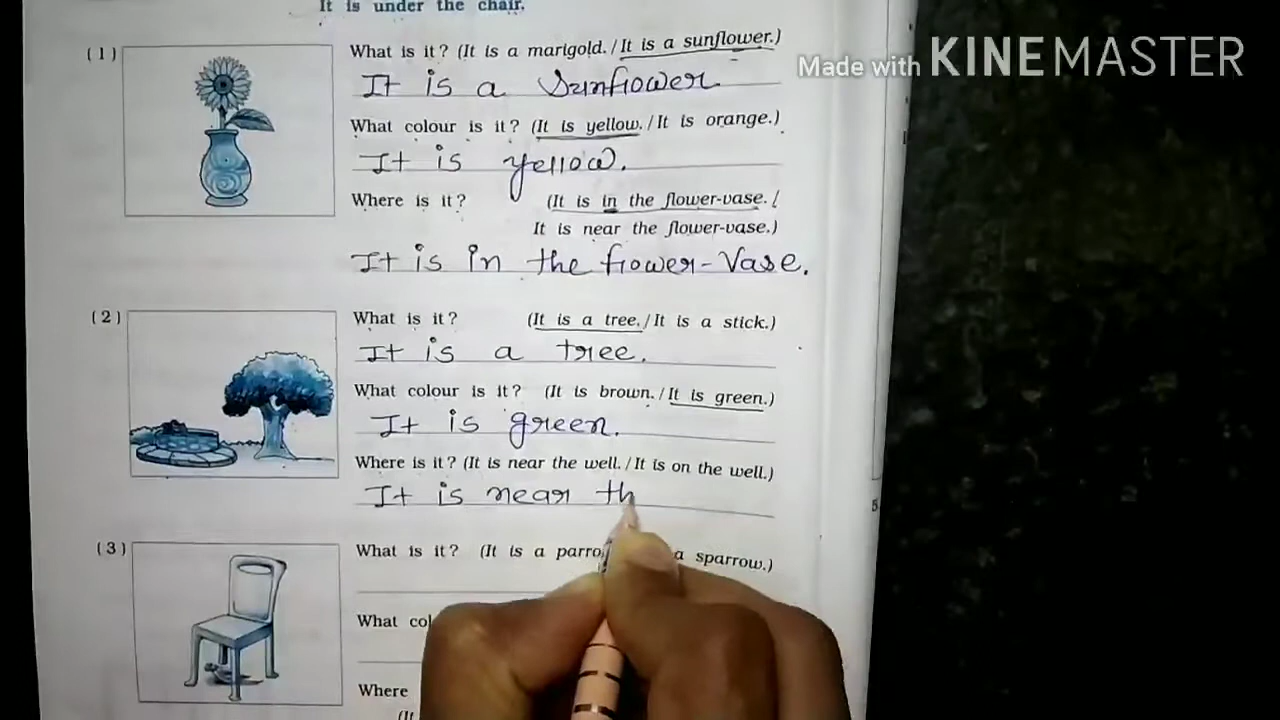 It is under the chair.
(1)
What is it? (It is a marigold. / It is a sunflower.)
It is a Sunflower.
What colour is it? (It is yellow. / It is orange.)
It is yellow.
Where is it? (It is in the flower-vase. /
It is near the flower-vase.)
It is in the flower-Vase.
(2)
What is it? (It is a tree. / It is a stick.)
It is a tree.
What colour is it? (It is brown. / It is green.)
It is green.
Where is it? (It is near the well. / It is on the well.)
It is near th
(3)
What is it? (It is a parro a sparrow.)
What col
Where
(It
5
Made with KINEMASTER